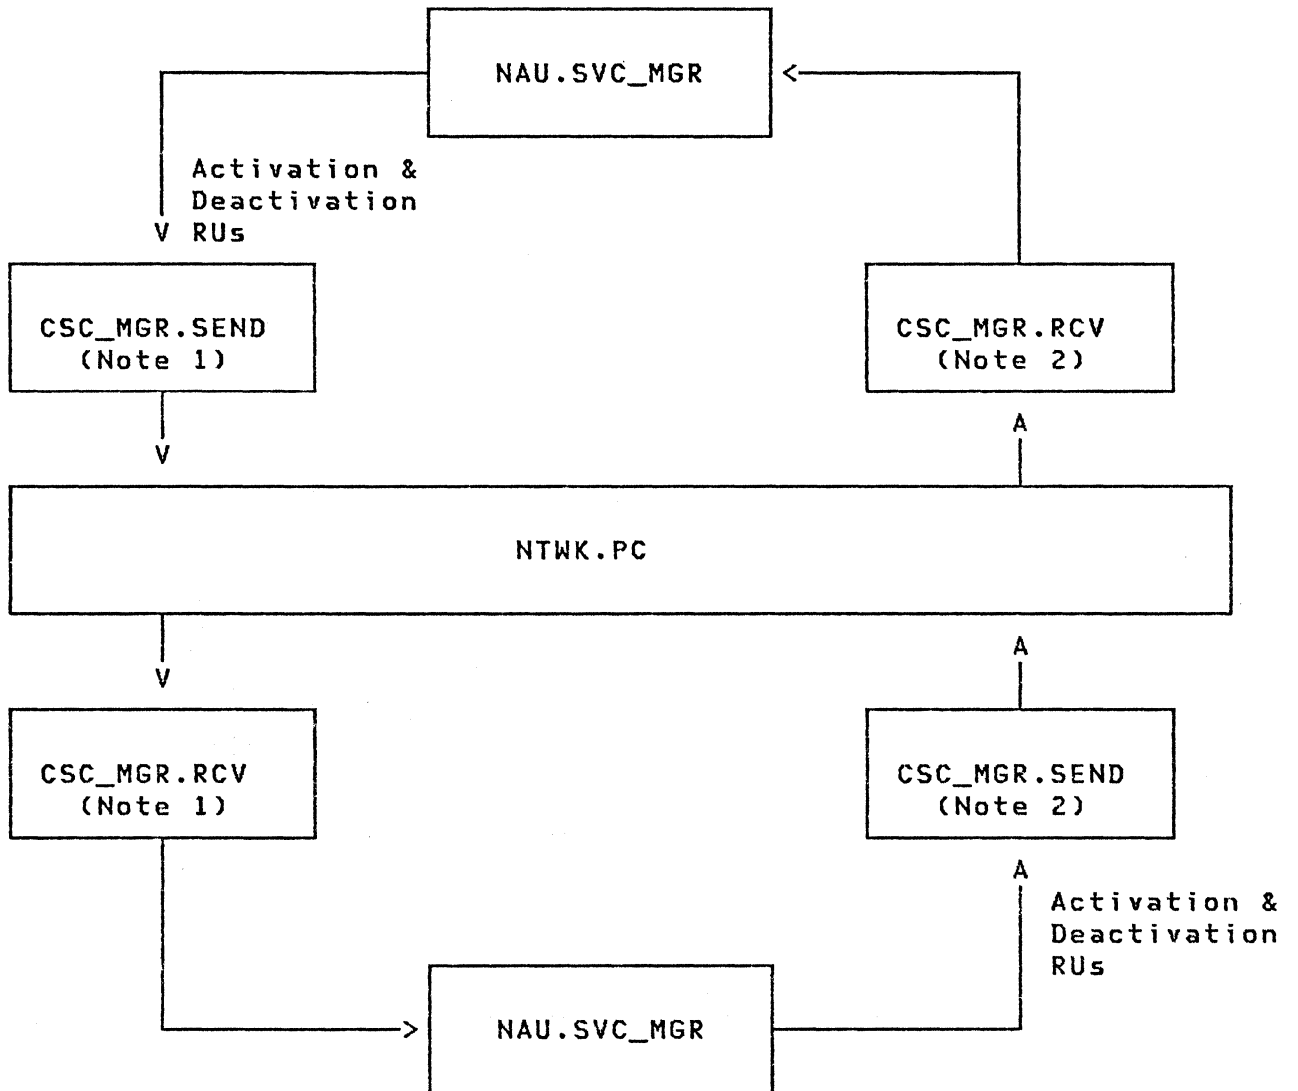 NAU.SVC_MGR
Activation &
Deactivation
RUs
CSC_MGR.SEND
(Note 1)
CSC_MGR.RCV
(Note 2)
NTWK.PC
CSC_MGR.RCV
(Note 1)
CSC_MGR.SEND
(Note 2)
Activation &
Deactivation
RUs
NAU.SVC_MGR